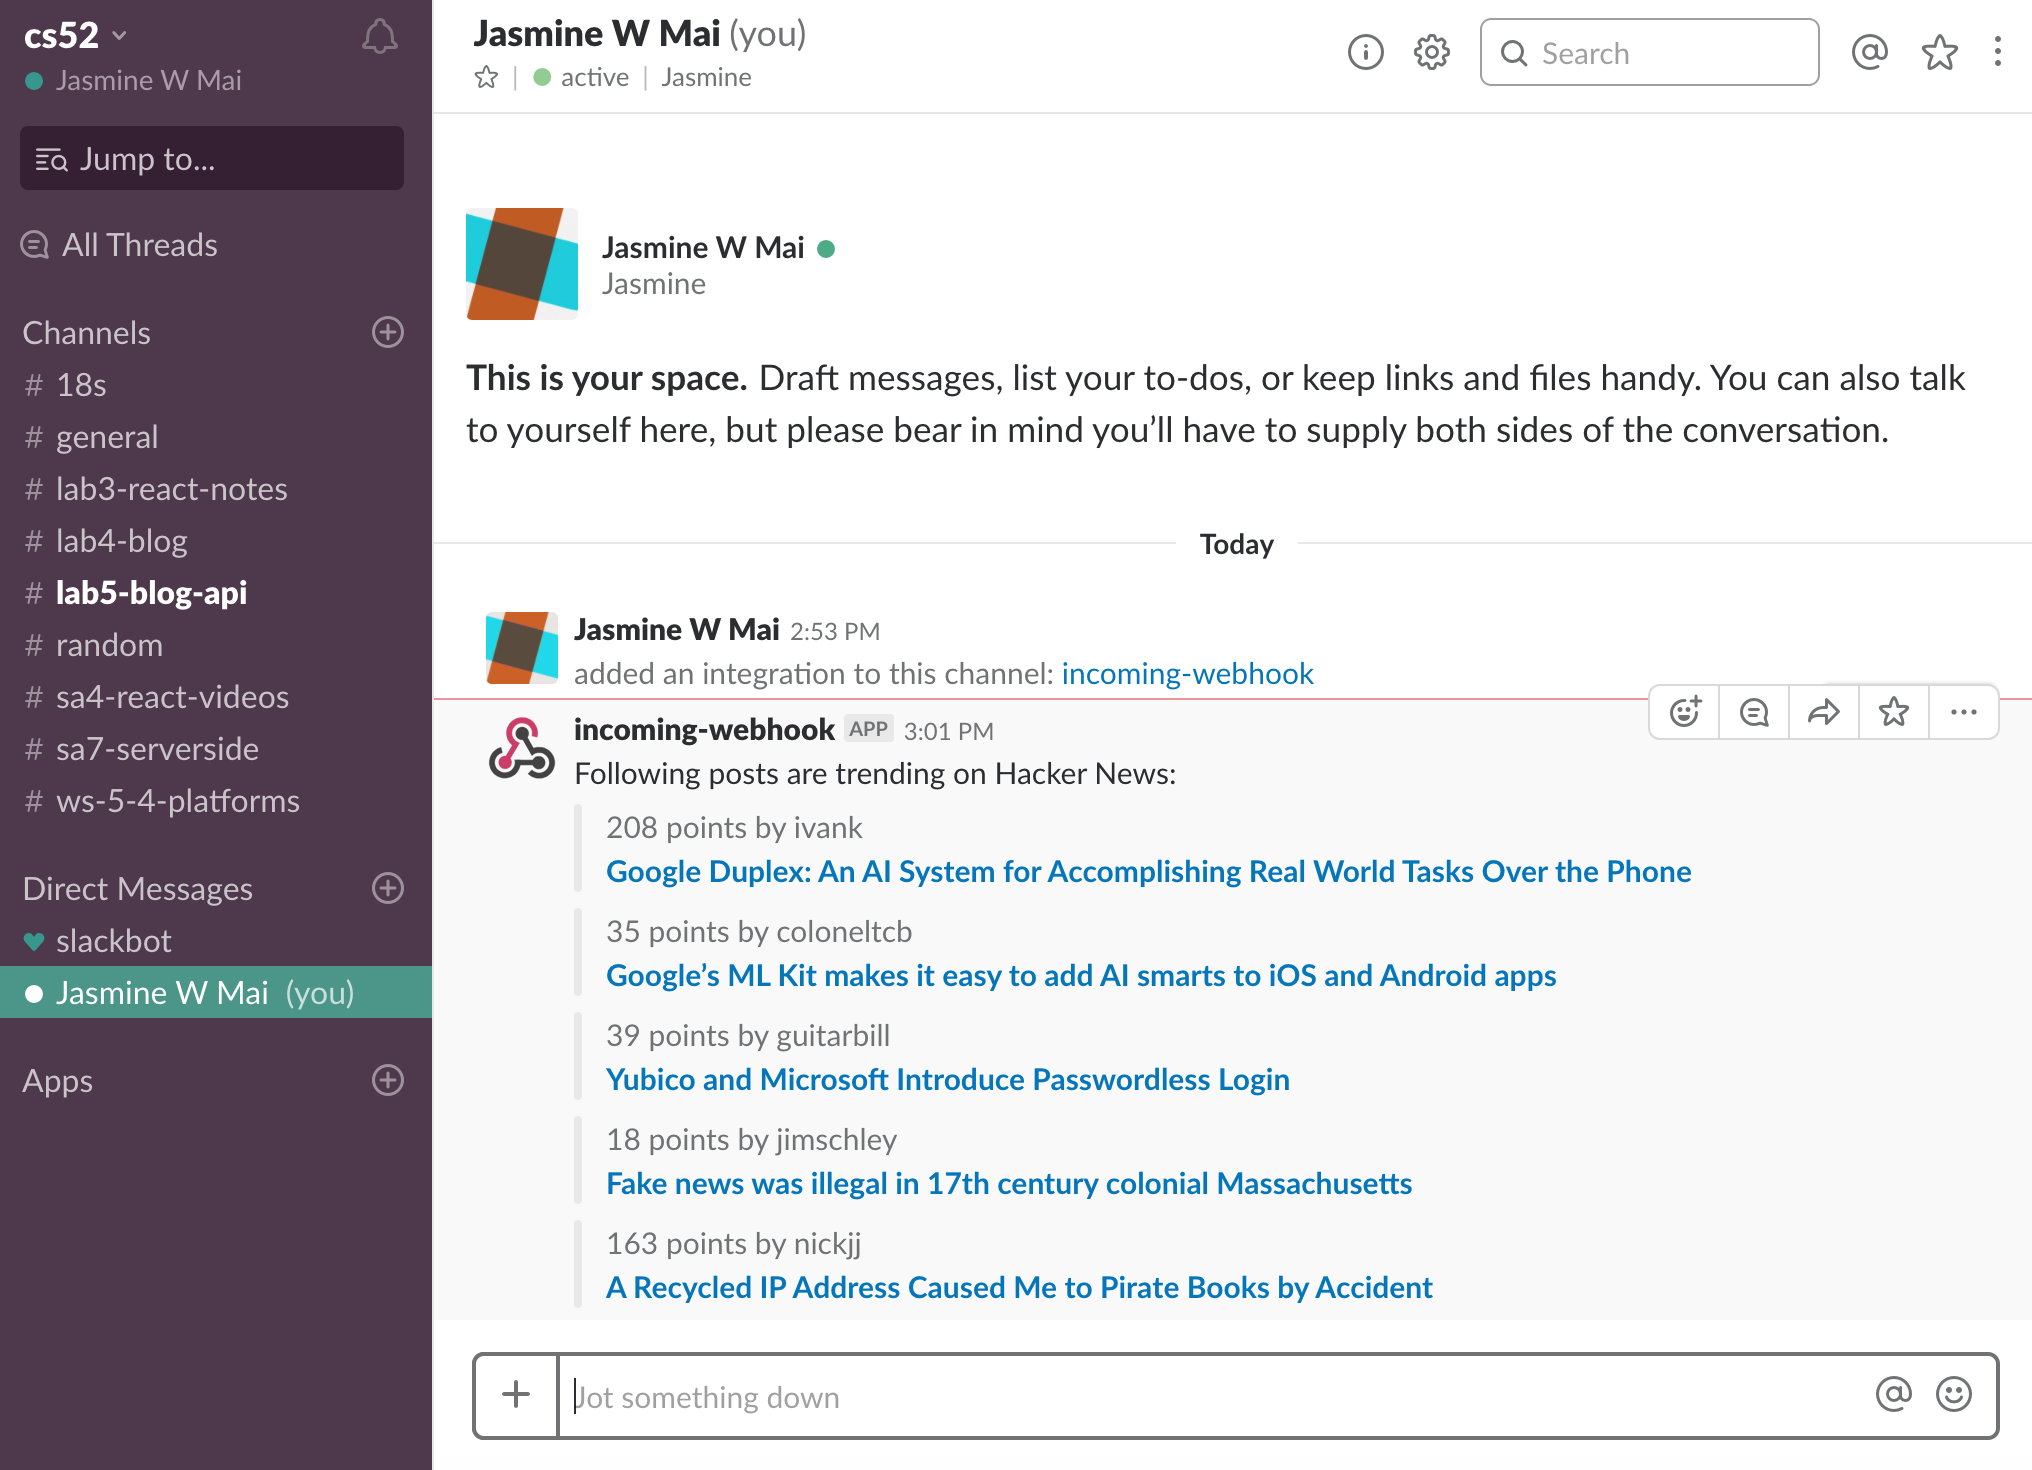 cs52
Jasmine W Mai
Jump to...
All Threads
Channels
# 18s
# general
# lab3-react-notes
# lab4-blog
# lab5-blog-api
# random
# sa4-react-videos
# sa7-serverside
# ws-5-4-platforms
Direct Messages
slackbot
Jasmine W Mai (you)
Apps
Jasmine W Mai (you)
active | Jasmine
Search
Jasmine W Mai
Jasmine
This is your space. Draft messages, list your to-dos, or keep links and files handy. You can also talk
to yourself here, but please bear in mind you’ll have to supply both sides of the conversation.
Today
Jasmine W Mai 2:53 PM
added an integration to this channel: incoming-webhook
incoming-webhook APP 3:01 PM
Following posts are trending on Hacker News:
208 points by ivank
Google Duplex: An AI System for Accomplishing Real World Tasks Over the Phone
35 points by coloneltcb
Google’s ML Kit makes it easy to add AI smarts to iOS and Android apps
39 points by guitarbill
Yubico and Microsoft Introduce Passwordless Login
18 points by jimschley
Fake news was illegal in 17th century colonial Massachusetts
163 points by nickjj
A Recycled IP Address Caused Me to Pirate Books by Accident
Jot something down